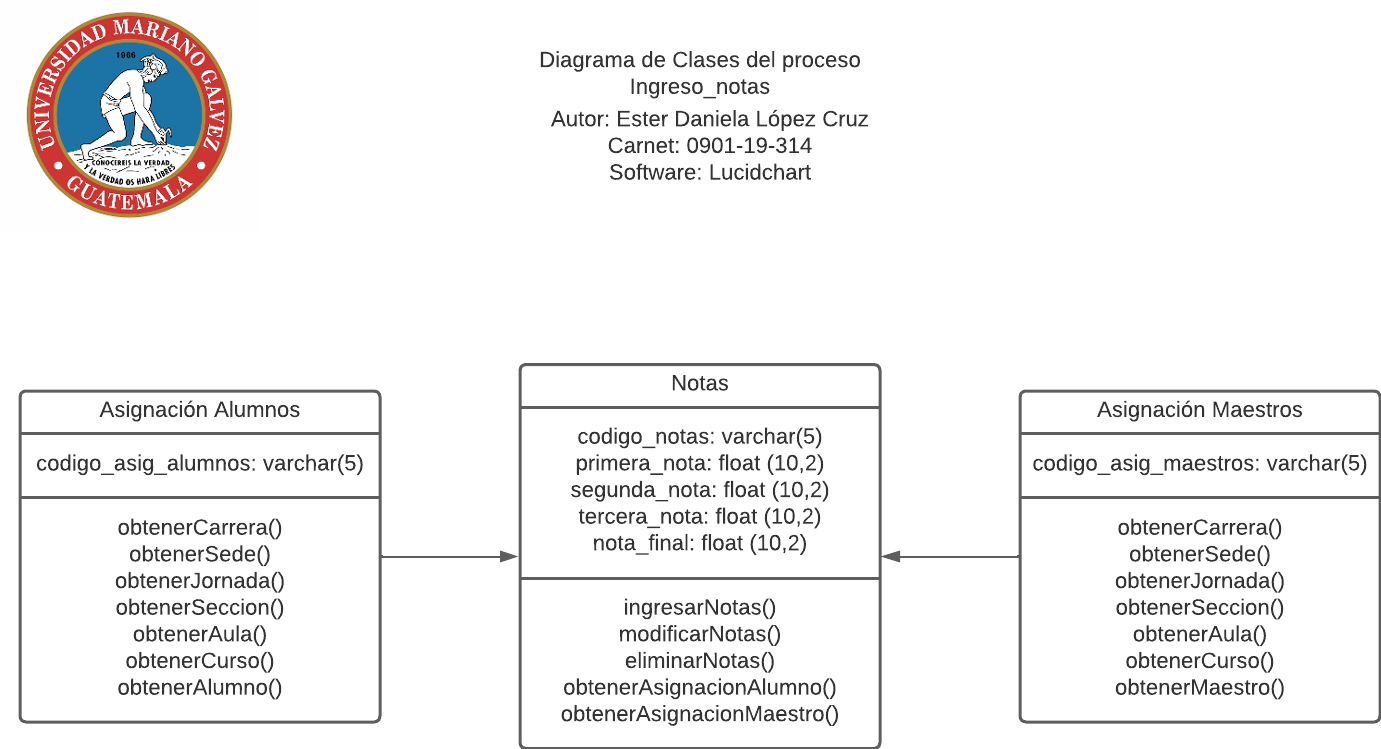 UNIVERSIDAD MARIANO GALVEZ
GUATEMALA
1966
CONOCEREIS LA VERDAD
Y LA VERDAD OS HARA LIBRES
Diagrama de Clases del proceso
Ingreso_notas
Autor: Ester Daniela López Cruz
Carnet: 0901-19-314
Software: Lucidchart
Asignación Alumnos
codigo_asig_alumnos: varchar(5)
obtenerCarrera()
obtenerSede()
obtenerJornada()
obtenerSeccion()
obtenerAula()
obtenerCurso()
obtenerAlumno()
Notas
codigo_notas: varchar(5)
primera_nota: float (10,2)
segunda_nota: float (10,2)
tercera_nota: float (10,2)
nota_final: float (10,2)
ingresarNotas()
modificarNotas()
eliminarNotas()
obtenerAsignacionAlumno()
obtenerAsignacionMaestro()
Asignación Maestros
codigo_asig_maestros: varchar(5)
obtenerCarrera()
obtenerSede()
obtenerJornada()
obtenerSeccion()
obtenerAula()
obtenerCurso()
obtenerMaestro()